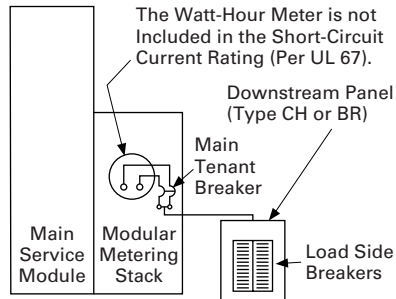 The Watt-Hour Meter is not
Included in the Short-Circuit
Current Rating (Per UL 67).
Downstream Panel
(Type CH or BR)
Main
Tenant
Breaker
Main
Service
Module
Modular
Metering
Stack
Load Side
Breakers